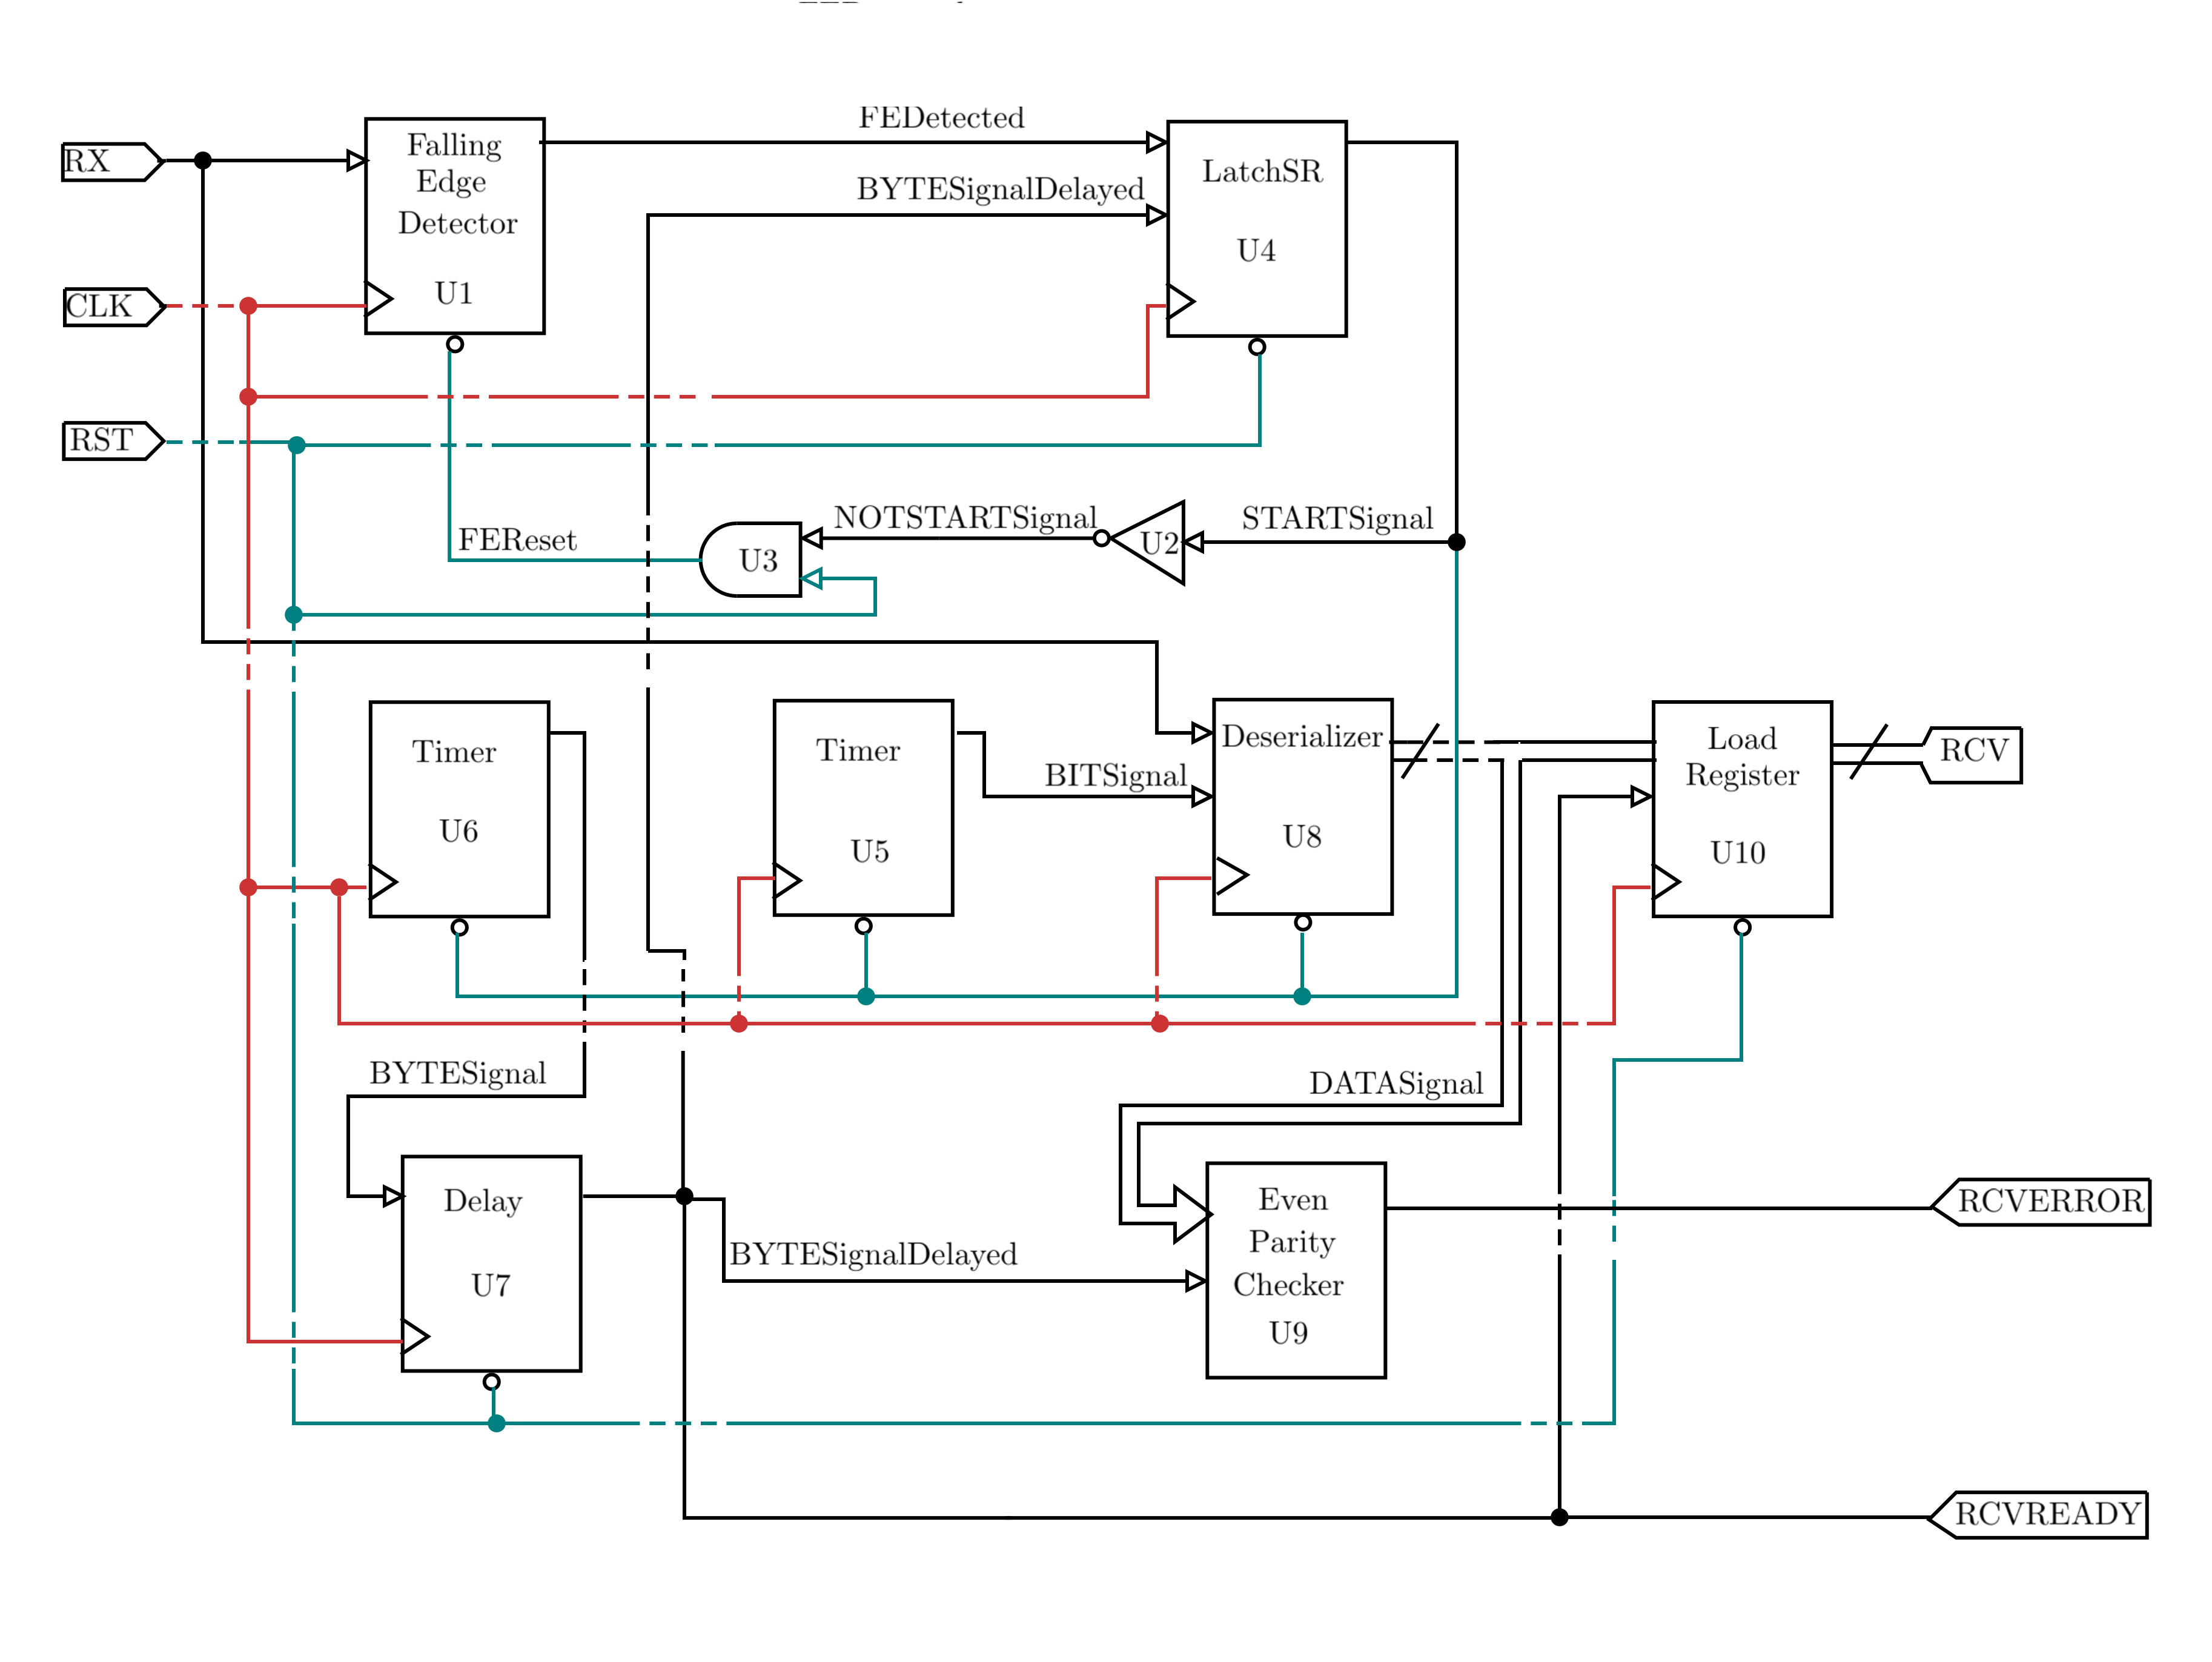 FEDetected
Falling
Edge
Detector
U1
RX
LatchSR
U4
BYTESignalDelayed
CLK
RST
NOTSTARTSignal
STARTSignal
U2
FEReset
U3
Timer
U6
Timer
U5
Deserializer
U8
BITSignal
Load
Register
U10
RCV
BYTESignal
DATASignal
Delay
U7
BYTESignalDelayed
Even
Parity
Checker
U9
RCVERROR
RCVREADY